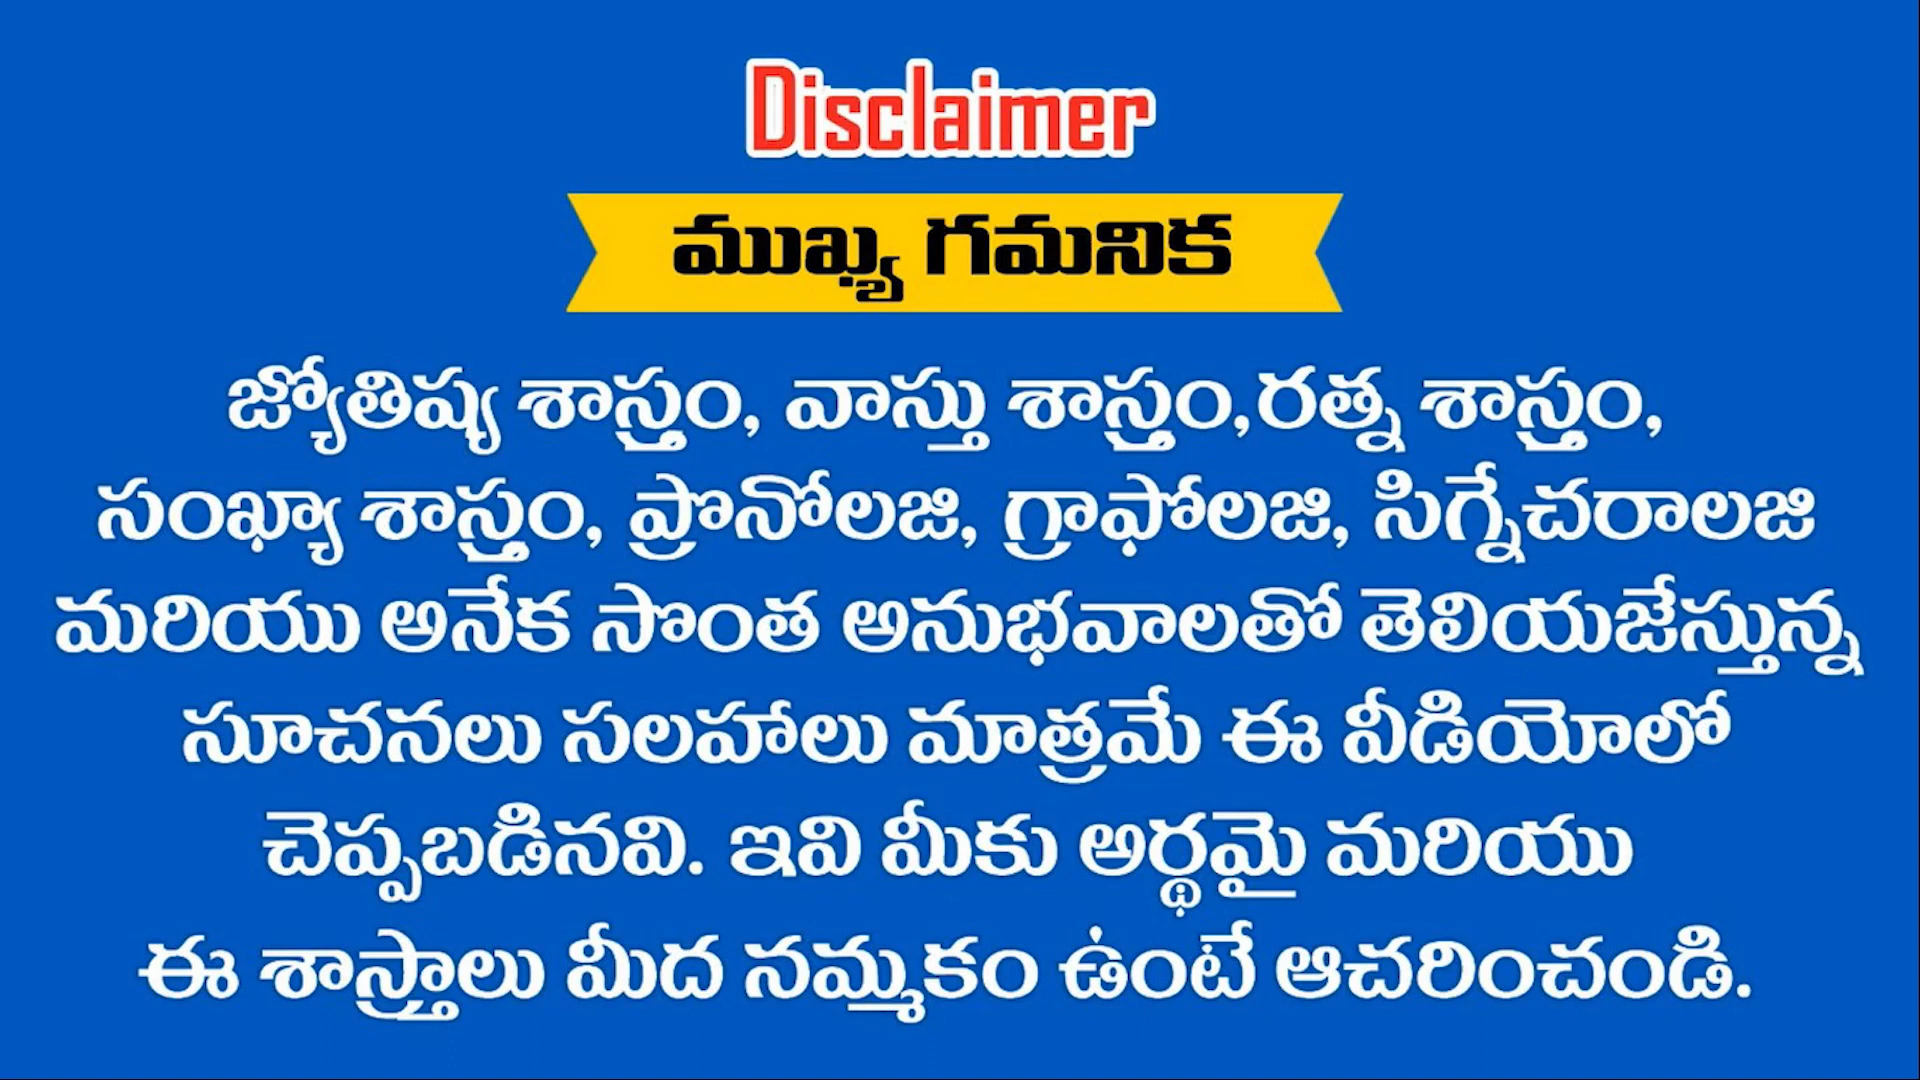 Disclaimer
ముఖ్య గమనిక
జ్యోతిష్య శాస్త్రం, వాస్తు శాస్త్రం,రత్న శాస్త్రం,
సంఖ్యా శాస్త్రం, ప్రొనోలజి, గ్రాఫోలజి, సిగ్నేచరాలజి
మరియు అనేక సొంత అనుభవాలతో తెలియజేస్తున్న
సూచనలు సలహాలు మాత్రమే ఈ వీడియోలో
చెప్పబడినవి. ఇవి మీకు అర్థమై మరియు
ఈ శాస్త్రాలు మీద నమ్మకం ఉంటే ఆచరించండి.